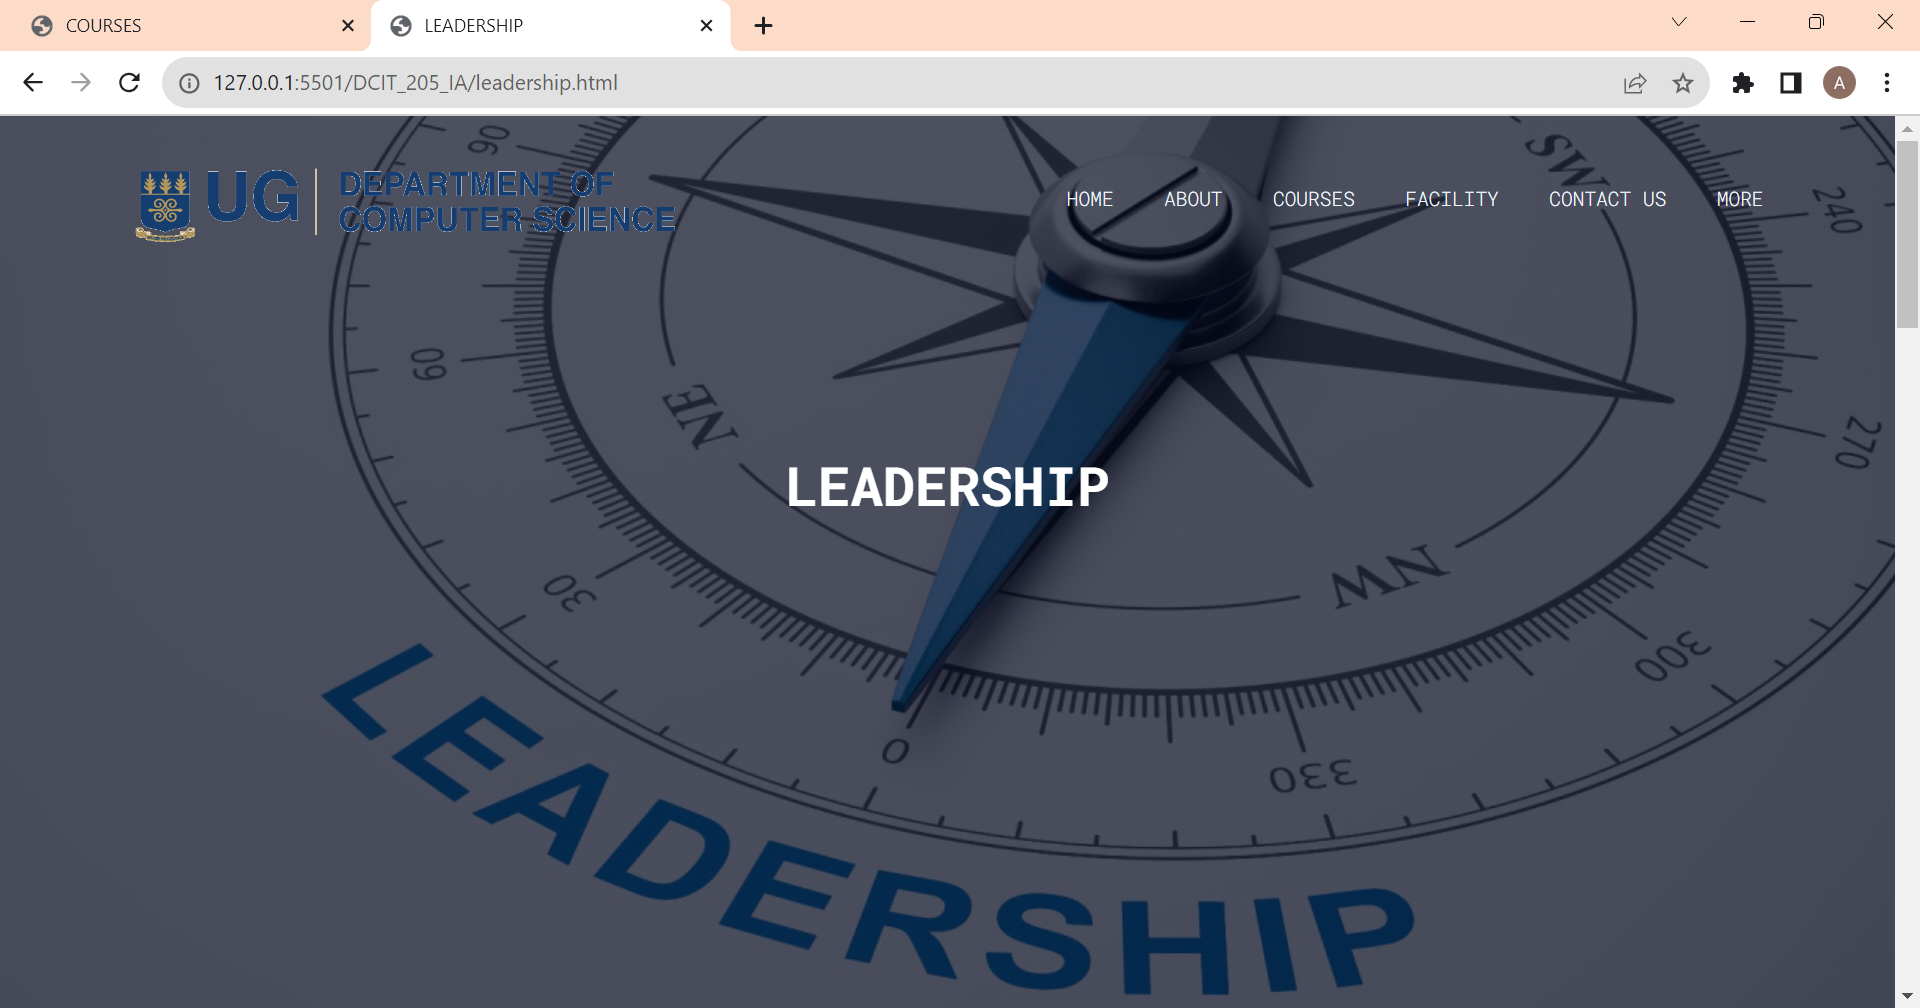 COURSES
LEADERSHIP
127.0.0.1:5501/DCIT_205_IA/leadership.html
A
UG
DEPARTMENT OF
COMPUTER SCIENCE
HOME ABOUT COURSES FACILITY CONTACT US MORE
90
SW
240
60
NE
270
LEADERSHIP
30
NW
300
0
330
LEADERSHIP